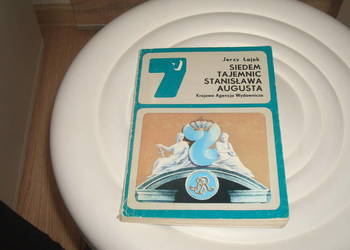 7
Jerzy Łojek
SIEDEM
TAJEMNIC
STANISŁAWA
AUGUSTA
Krajowa Agencja Wydawnicza